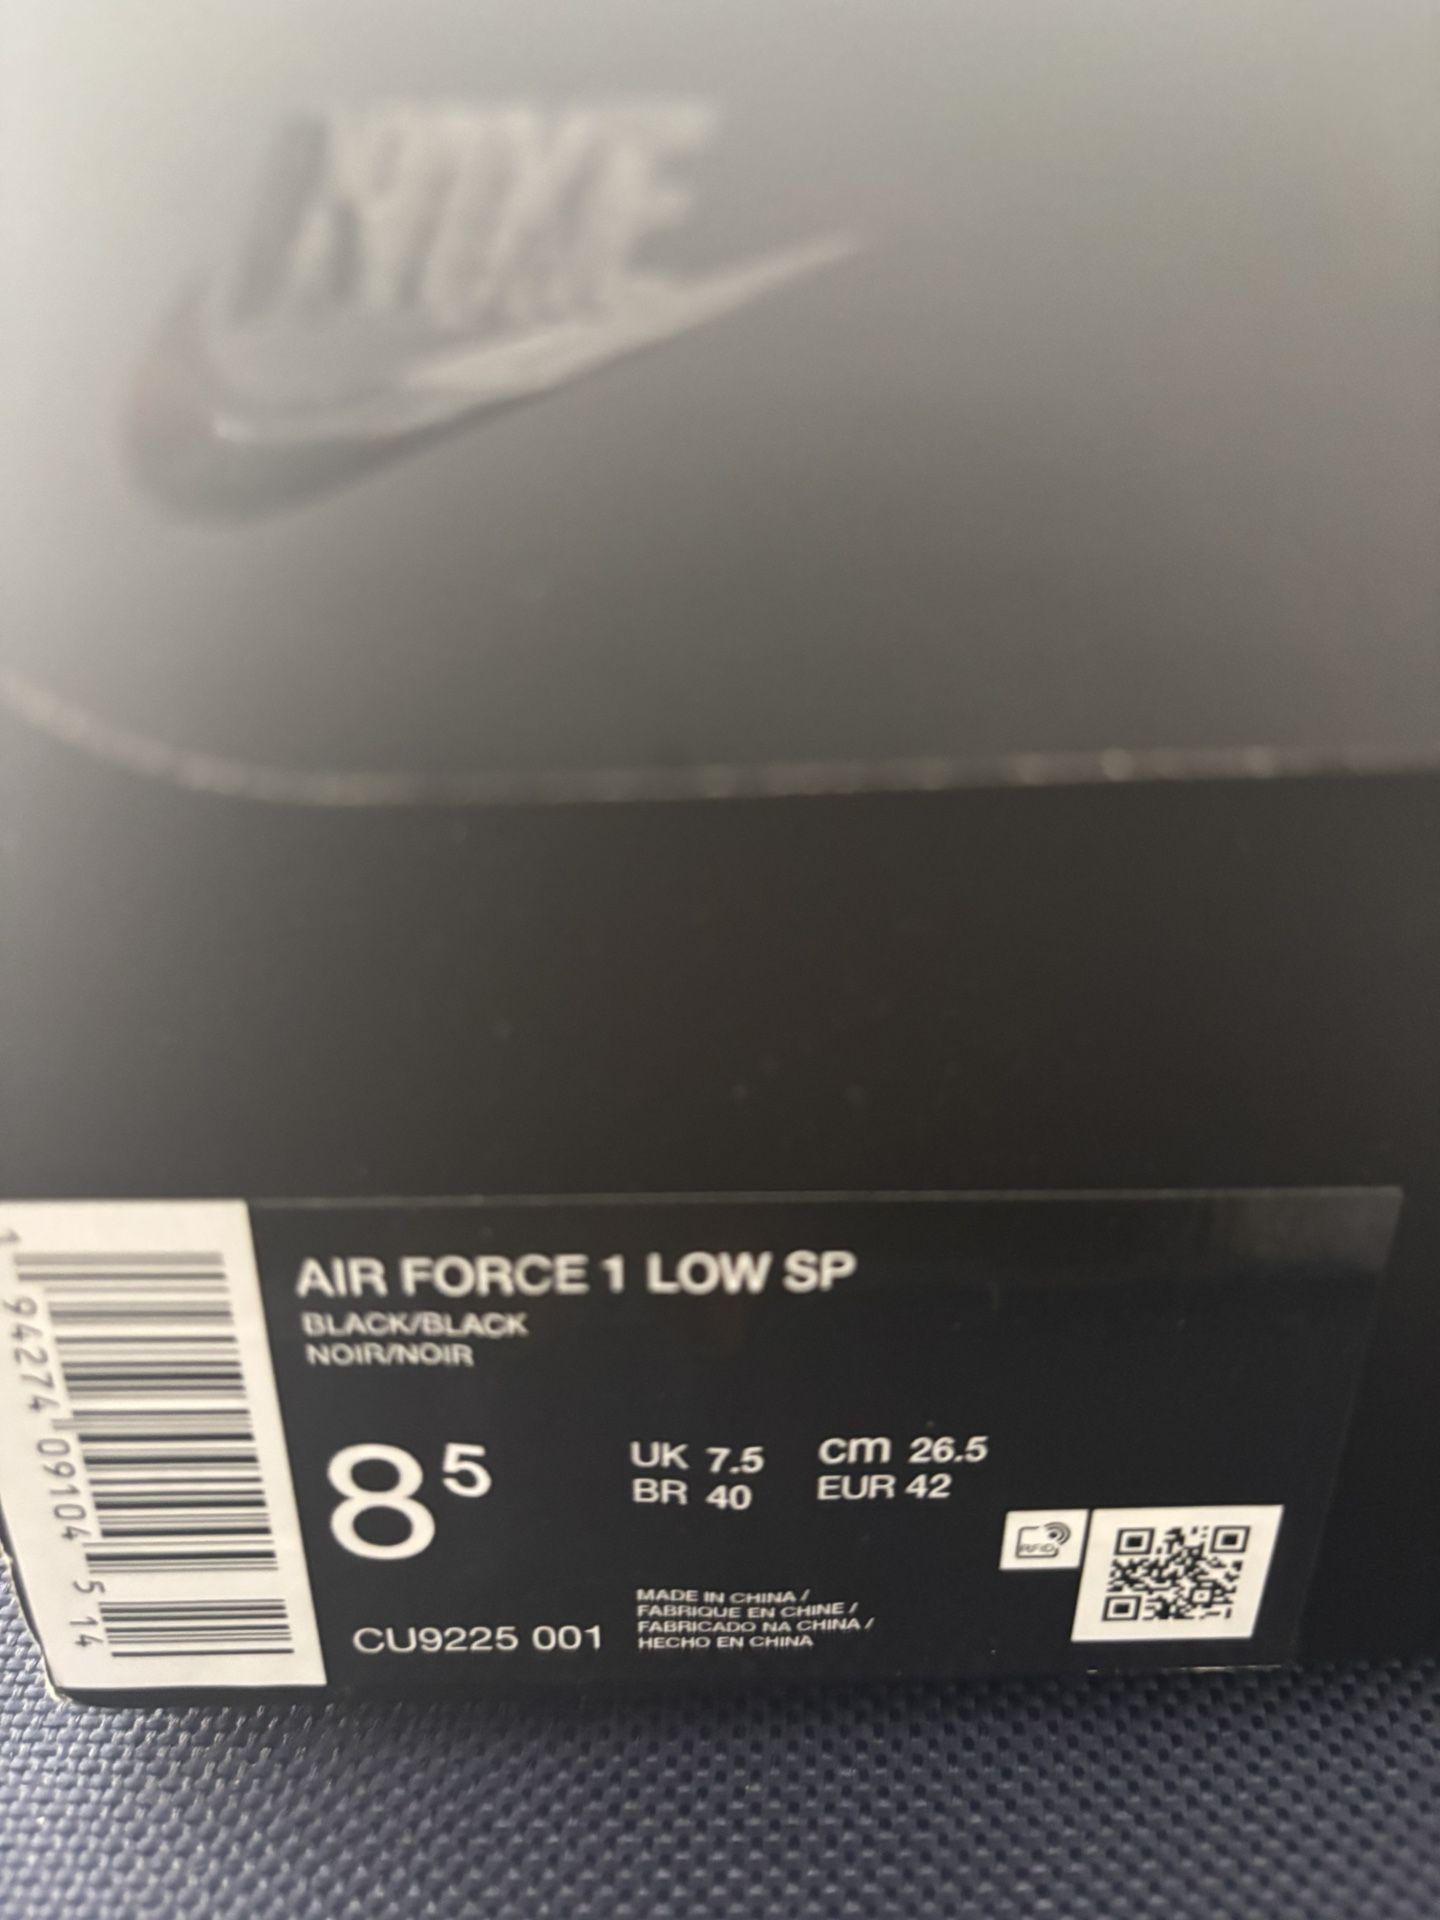 NIKE
AIR FORCE 1 LOW SP
BLACK/BLACK
NOIR/NOIR
8 5
UK 7.5 cm 26.5
BR 40 EUR 42
RFID
CU9225 001
MADE IN CHINA /
FABRIQUE EN CHINE /
FABRICADO NA CHINA /
HECHO EN CHINA
1 94274 09104 5 14